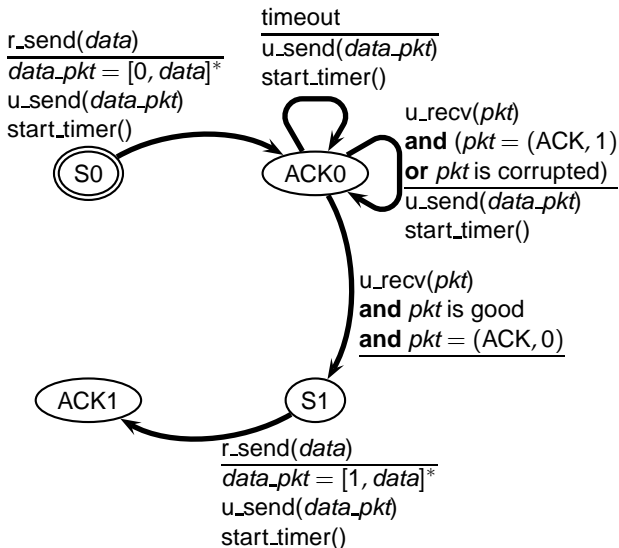 r_send(data)
data_pkt = [0, data]*
u_send(data_pkt)
start_timer()
S0
timeout
u_send(data_pkt)
start_timer()
ACK0
u_recv(pkt)
and (pkt = (ACK, 1)
or pkt is corrupted)
u_send(data_pkt)
start_timer()
u_recv(pkt)
and pkt is good
and pkt = (ACK, 0)
ACK1
S1
r_send(data)
data_pkt = [1, data]*
u_send(data_pkt)
start_timer()